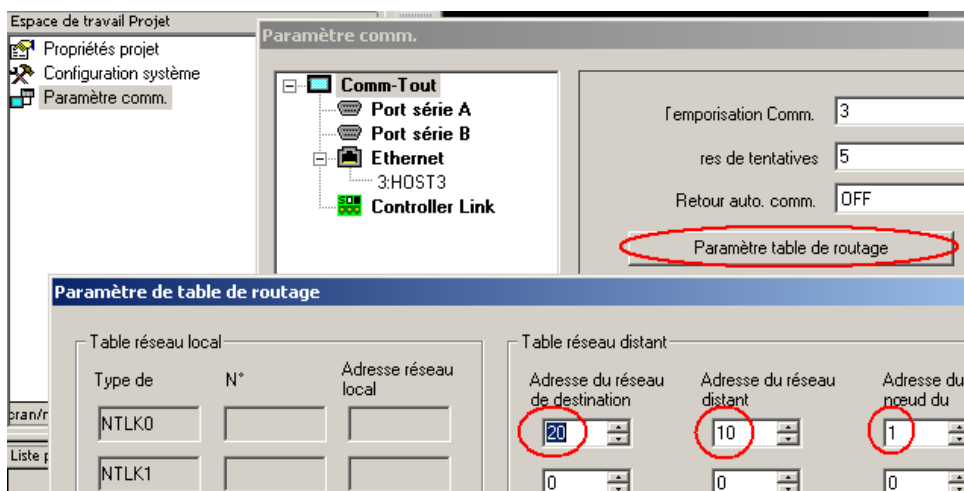 Espace de travail Projet
Propriétés projet
Configuration système
Paramètre comm.
Paramètre comm.
Comm-Tout
Port série A
Port série B
Ethernet
3:HOST3
Controller Link
Temporisation Comm. 3
res de tentatives 5
Retour auto. comm. OFF
Paramètre table de routage
Paramètre de table de routage
Table réseau local
Type de N° Adresse réseau
local
NTLK0
NTLK1
Table réseau distant
Adresse du réseau Adresse du réseau Adresse du
de destination distant nœud du
20 10 1
0 0 0
cran/r
Liste p